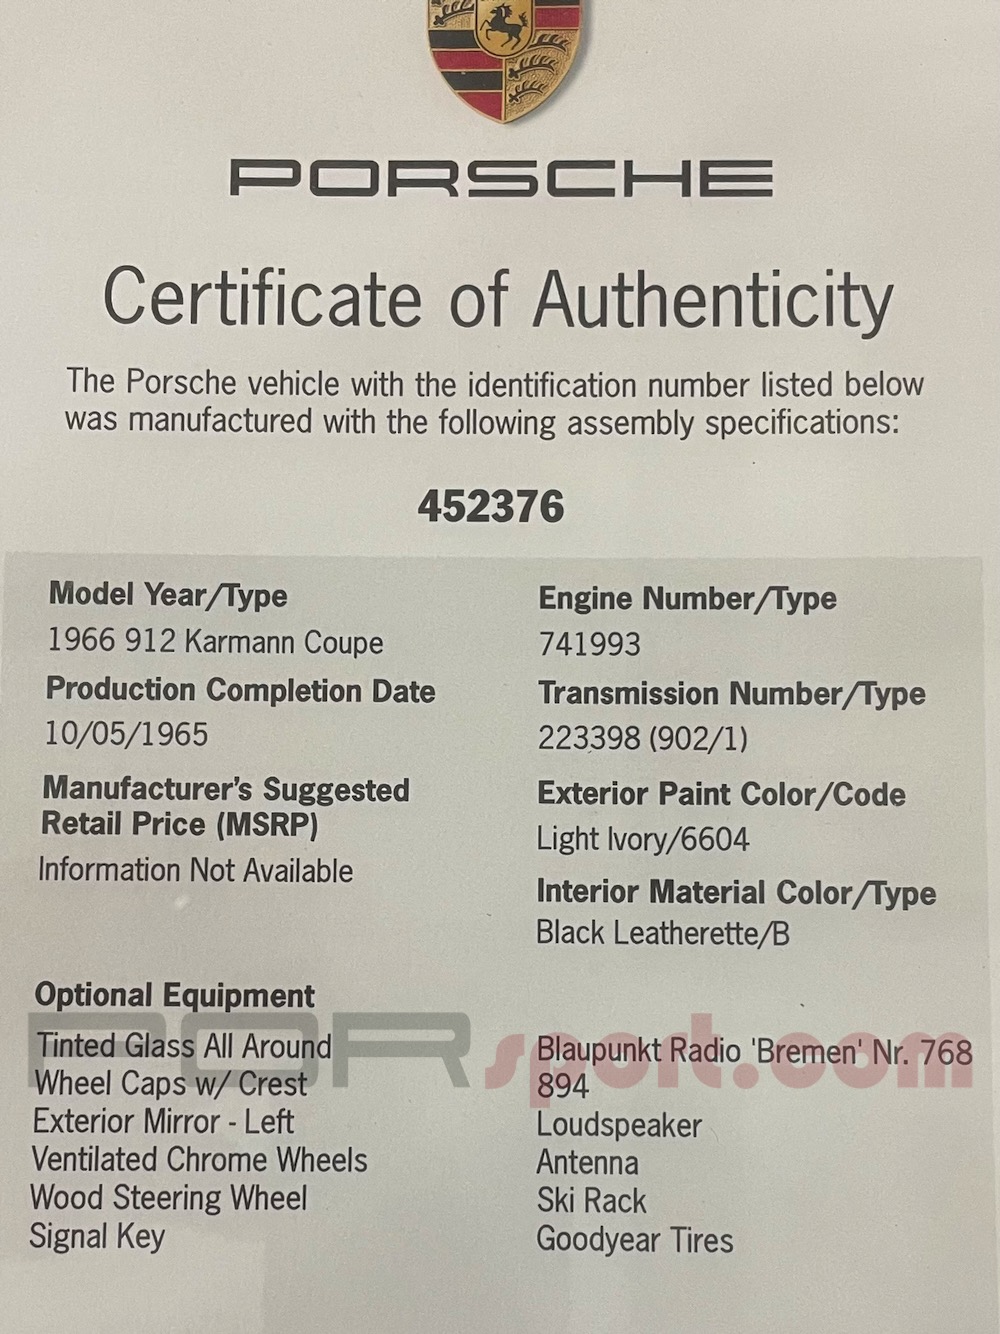 PORSCHE
Certificate of Authenticity
The Porsche vehicle with the identification number listed below
was manufactured with the following assembly specifications:
452376
Model Year/Type
1966 912 Karmann Coupe
Production Completion Date
10/05/1965
Manufacturer's Suggested
Retail Price (MSRP)
Information Not Available
Engine Number/Type
741993
Transmission Number/Type
223398 (902/1)
Exterior Paint Color/Code
Light Ivory/6604
Interior Material Color/Type
Black Leatherette/B
Optional Equipment
Tinted Glass All Around
Wheel Caps w/ Crest
Exterior Mirror - Left
Ventilated Chrome Wheels
Wood Steering Wheel
Signal Key
Blaupunkt Radio 'Bremen' Nr. 768
894
Loudspeaker
Antenna
Ski Rack
Goodyear Tires
PORsport.com